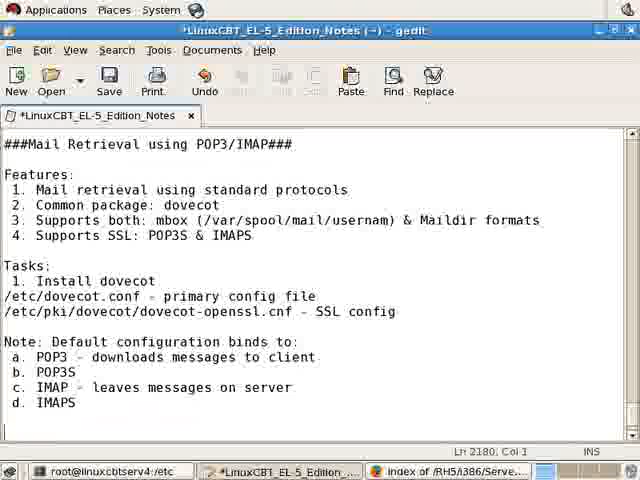 Applications Places System
*LinuxCBT_EL-5_Edition_Notes (~) - gedit
File Edit View Search Tools Documents Help
New Open Save Print. Undo Paste Find Replace
*LinuxCBT_EL-5_Edition_Notes
###Mail Retrieval using POP3/IMAP###
Features:
1. Mail retrieval using standard protocols
2. Common package: dovecot
3. Supports both: mbox (/var/spool/mail/usernam) & Maildir formats
4. Supports SSL: POP3S & IMAPS
Tasks:
1. Install dovecot
/etc/dovecot.conf - primary config file
/etc/pki/dovecot/dovecot-openssl.cnf - SSL config
Note: Default configuration binds to:
a. POP3 - downloads messages to client
b. POP3S
c. IMAP - leaves messages on server
d. IMAPS
Ln 2180, Col 1 INS
root@linuxcbtserv4:/etc *LinuxCBT_EL-5_Edition_... Index of /RH5/i386/Serve...